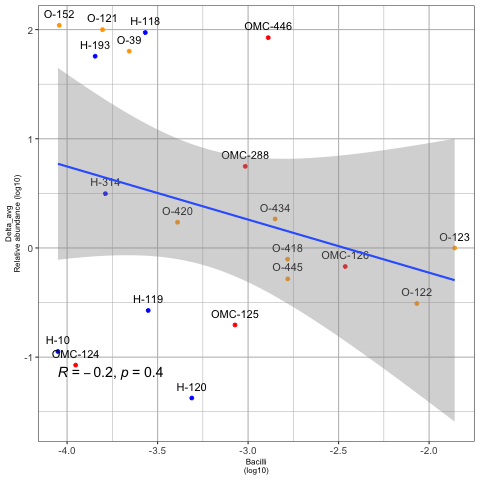 O-152
O-121
H-118
OMC-446
H-193
O-39
OMC-288
H-314
O-420
O-434
O-123
O-418
OMC-126
O-445
O-122
H-119
OMC-125
H-10
OMC-124
R = −0.2, p = 0.4
H-120
2
1
0
-1
-4.0
-3.5
-3.0
-2.5
-2.0
Delta_avg
Relative abundance (log10)
Bacilli
(log10)